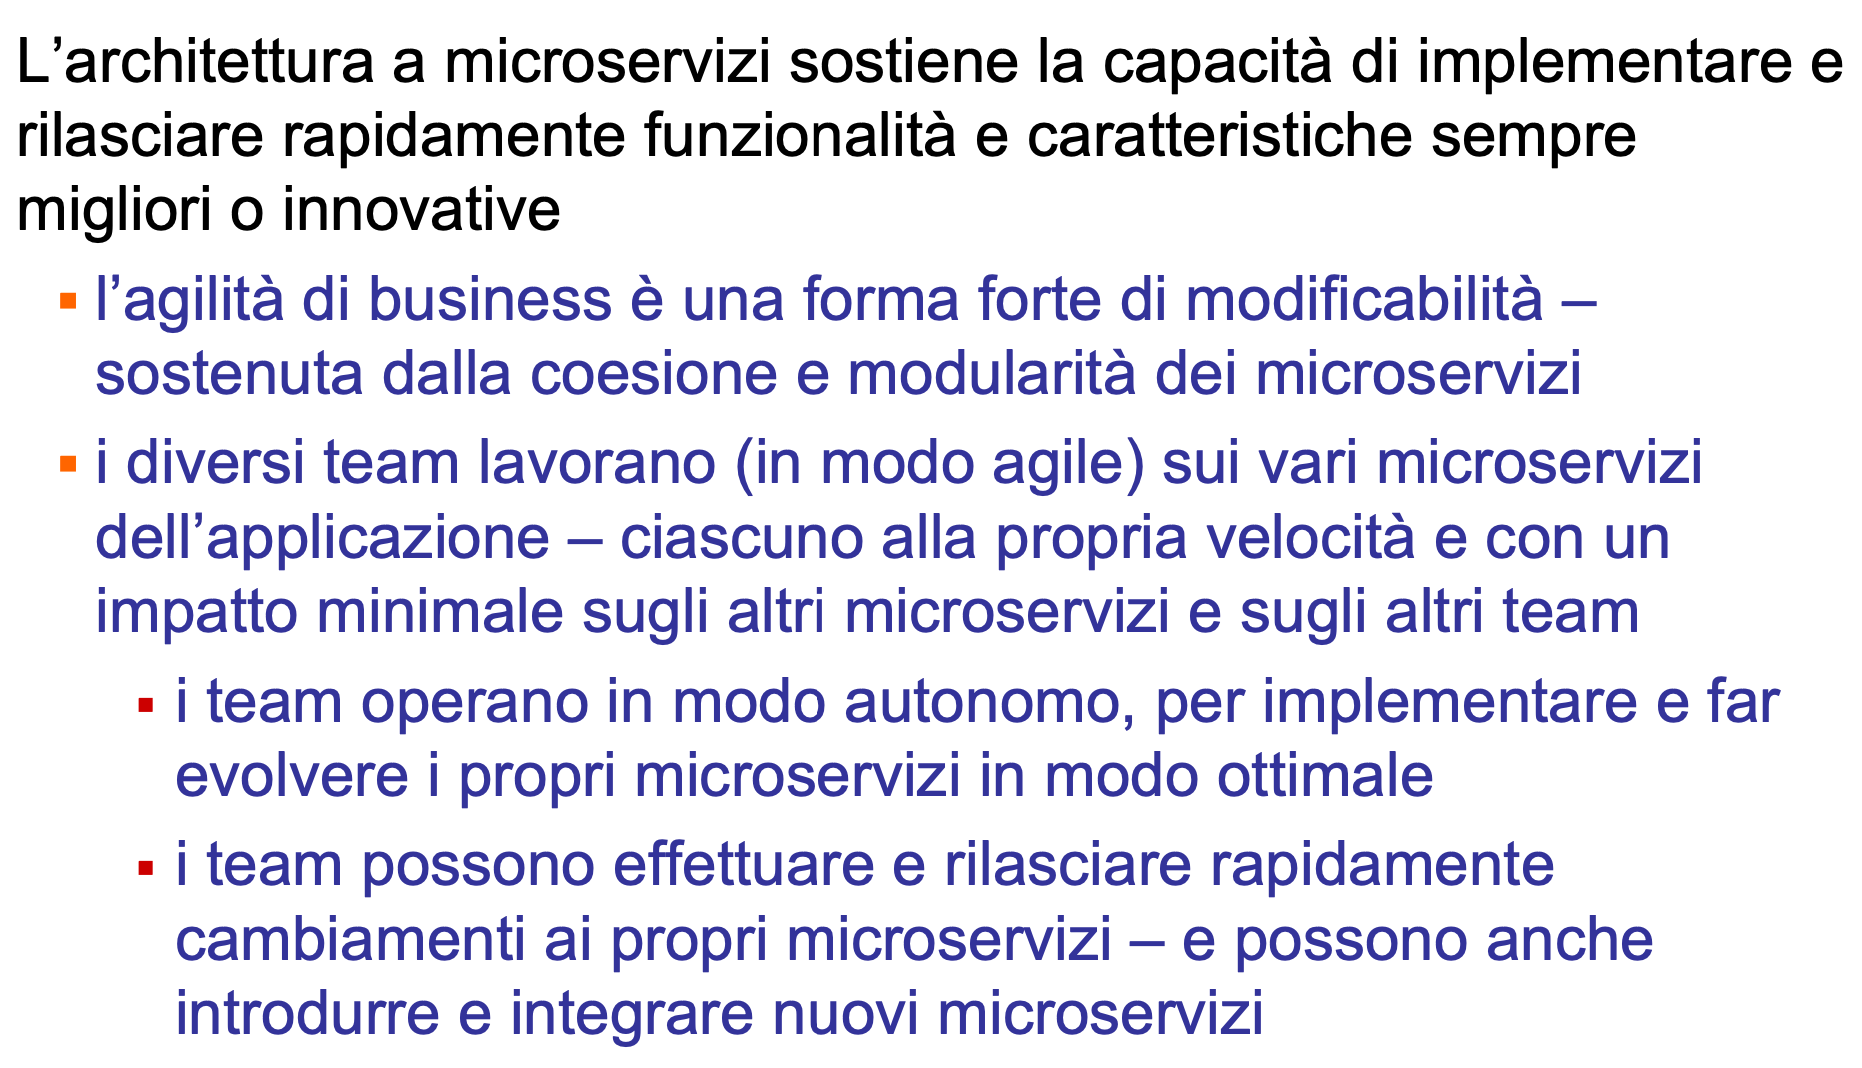 L’architettura a microservizi sostiene la capacità di implementare e
rilasciare rapidamente funzionalità e caratteristiche sempre
migliori o innovative
▪ l’agilità di business è una forma forte di modificabilità –
sostenuta dalla coesione e modularità dei microservizi
▪ i diversi team lavorano (in modo agile) sui vari microservizi
dell’applicazione – ciascuno alla propria velocità e con un
impatto minimale sugli altri microservizi e sugli altri team
▪ i team operano in modo autonomo, per implementare e far
evolvere i propri microservizi in modo ottimale
▪ i team possono effettuare e rilasciare rapidamente
cambiamenti ai propri microservizi – e possono anche
introdurre e integrare nuovi microservizi